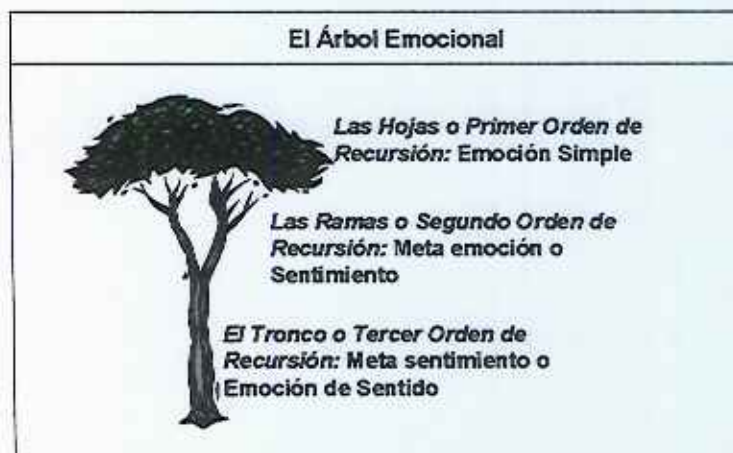 El Árbol Emocional
Las Hojas o Primer Orden de
Recursión: Emoción Simple
Las Ramas o Segundo Orden de
Recursión: Meta emoción o
Sentimiento
El Tronco o Tercer Orden de
Recursión: Meta sentimiento o
Emoción de Sentido